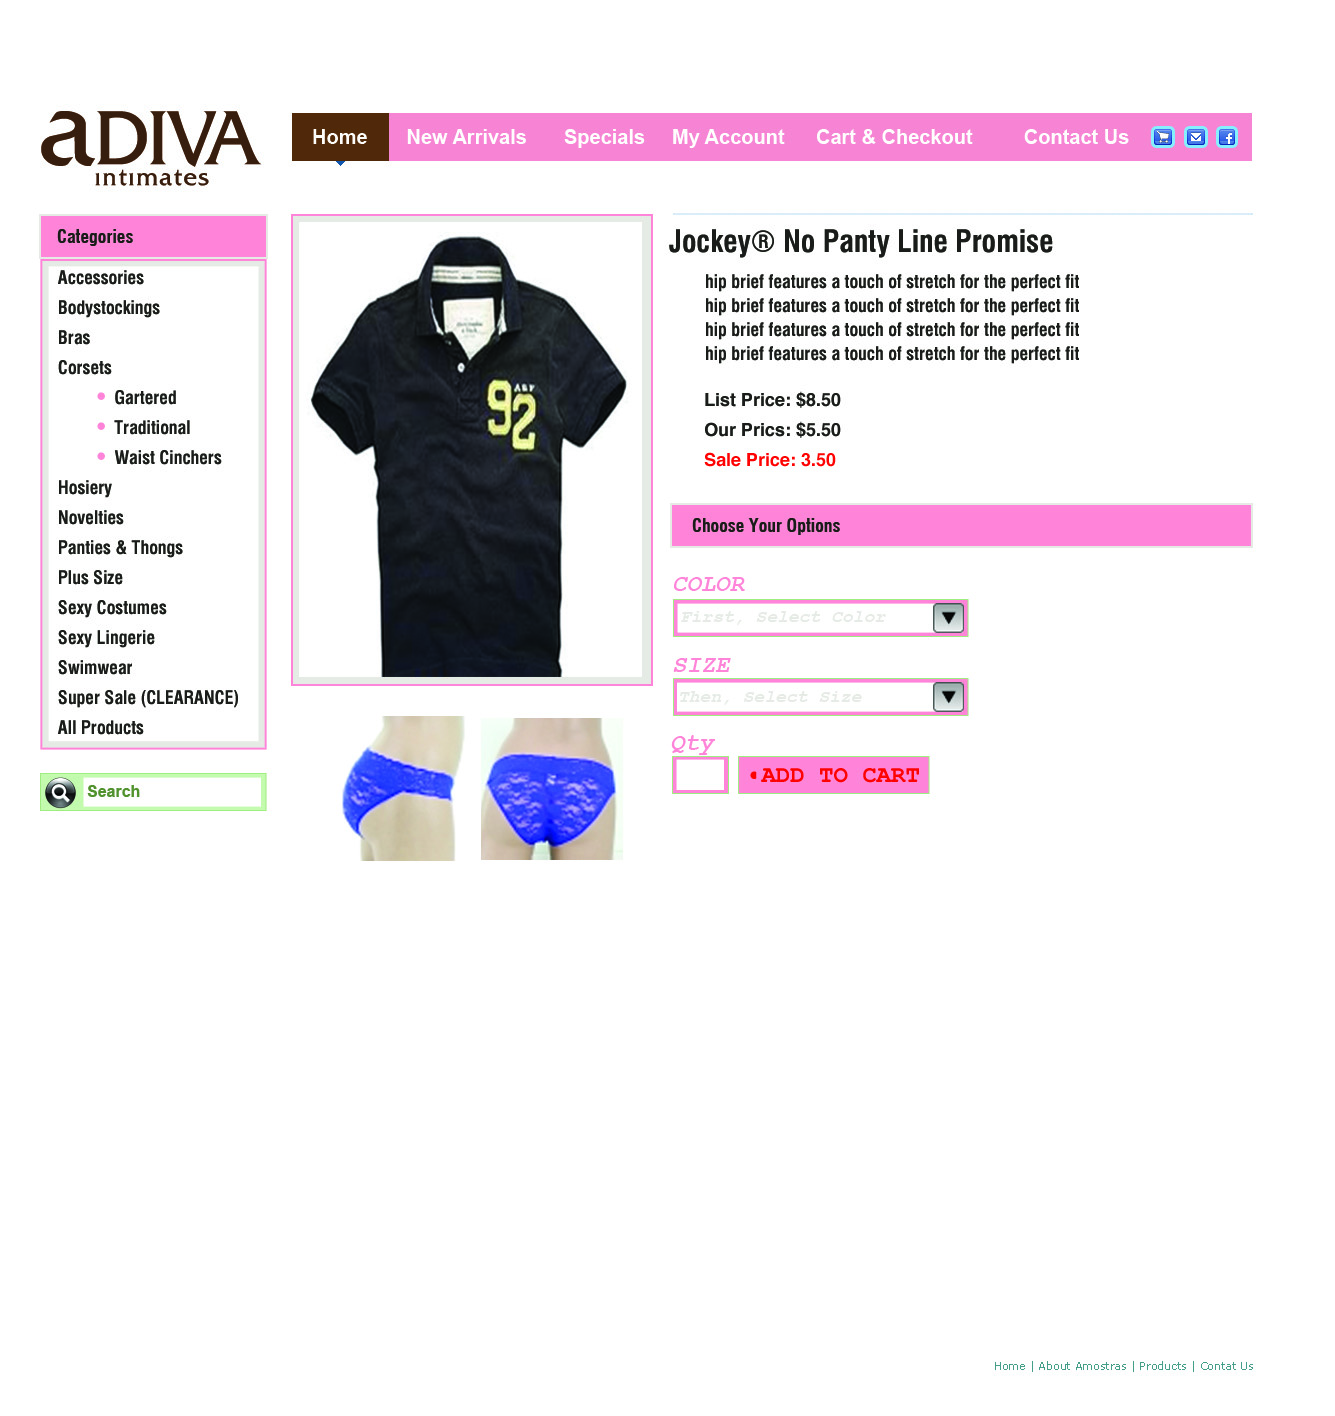 aDIVA
intimates
Home
New Arrivals
Specials
My Account
Cart & Checkout
Contact Us
Categories
Accessories
Bodystockings
Bras
Corsets
Gartered
Traditional
Waist Cinchers
Hosiery
Novelties
Panties & Thongs
Plus Size
Sexy Costumes
Sexy Lingerie
Swimwear
Super Sale (CLEARANCE)
All Products
Search
92
Jockey® No Panty Line Promise
hip brief features a touch of stretch for the perfect fit
hip brief features a touch of stretch for the perfect fit
hip brief features a touch of stretch for the perfect fit
hip brief features a touch of stretch for the perfect fit
List Price: $8.50
Our Prics: $5.50
Sale Price: 3.50
Choose Your Options
COLOR
First, Select Color
SIZE
Then, Select Size
Qty
ADD TO CART
Home | About Amostras | Products | Contat Us